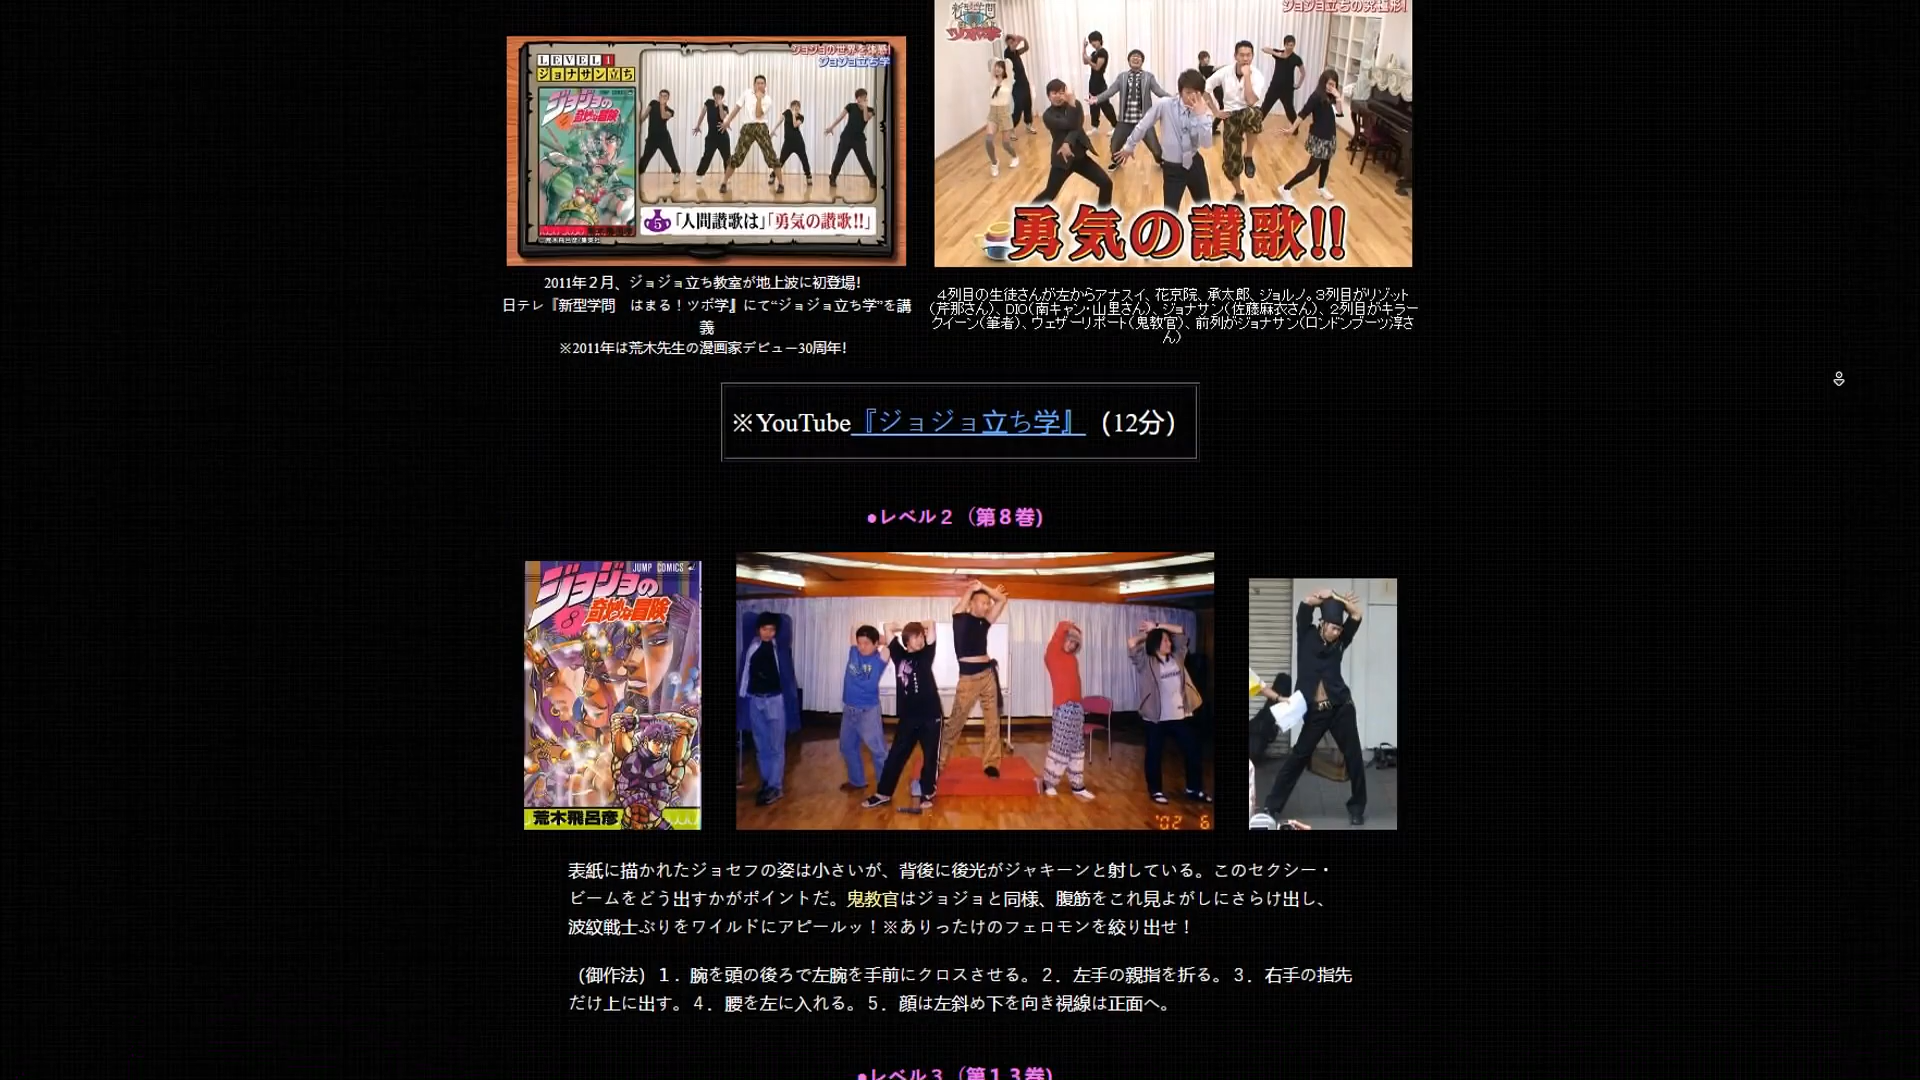 LEVEL 1
ジョナサン立ち
ジョジョの世界を体感!
ジョジョ立ち学
ジョジョの
奇妙な冒険
「人間讃歌は」「勇気の讃歌!!」
ジョジョ立ちの究極形!
勇気の讃歌!!
2011年2月、ジョジョ立ち教室が地上波に初登場!
日テレ『新型学問　はまる！ツボ学』にて“ジョジョ立ち学”を講
義
※2011年は荒木先生の漫画家デビュー30周年!
４列目の生徒さんが左からアナスイ、花京院、承太郎、ジョルノ。３列目がリゾット
（芹那さん）、DIO（南キャン・山里さん）、ジョナサン（佐藤麻衣さん）、２列目がキラー
クイーン（筆者）、ウェザーリポート（鬼教官）、前列がジョナサン（ロンドンブーツ淳さ
ん）
※YouTube『ジョジョ立ち学』（12分）
●レベル２（第８巻)
JUMP COMICS
ジョジョの
8 奇妙な冒険
荒木飛呂彦
'02 6
表紙に描かれたジョセフの姿は小さいが、背後に後光がジャキーンと射している。このセクシー・
ビームをどう出すかがポイントだ。鬼教官はジョジョと同様、腹筋をこれ見よがしにさらけ出し、
波紋戦士ぶりをワイルドにアピールッ！※ありったけのフェロモンを絞り出せ！
（御作法）１．腕を頭の後ろで左腕を手前にクロスさせる。２．左手の親指を折る。３．右手の指先
だけ上に出す。４．腰を左に入れる。５．顔は左斜め下を向き視線は正面へ。
●レベル３（第１３巻)